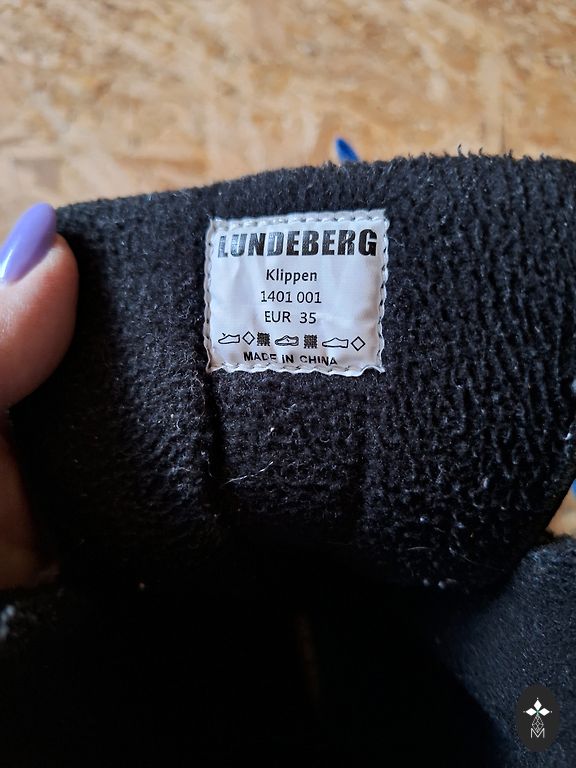 LUNDEBERG
Klippen
1401 001
EUR 35
MADE IN CHINA
M